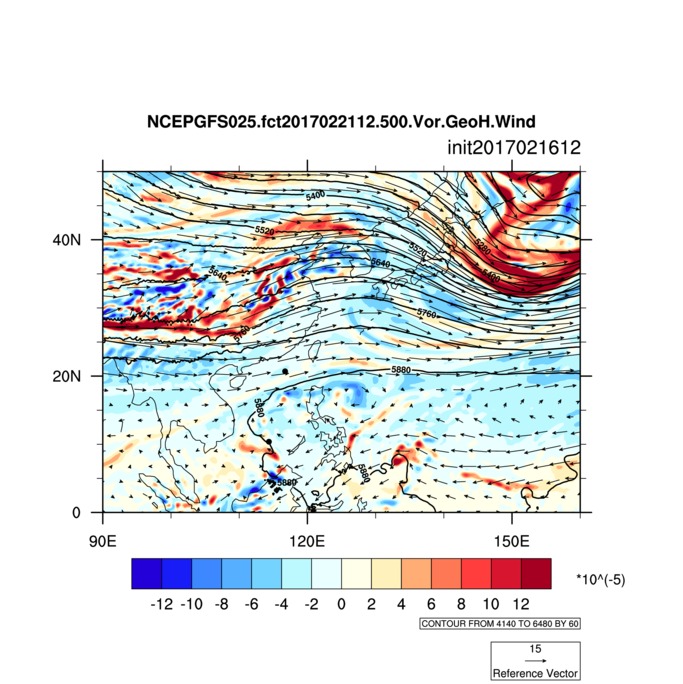 NCEPGFS025.fct2017022112.500.Vor.GeoH.Wind
init2017021612
5400
5520
5280
40N
5520
5640
5640
5400
5760
5760
5880
20N
5880
5880
5880
0
90E 120E 150E
-12 -10 -8 -6 -4 -2 0 2 4 6 8 10 12
*10^(-5)
CONTOUR FROM 4140 TO 6480 BY 60
15
Reference Vector